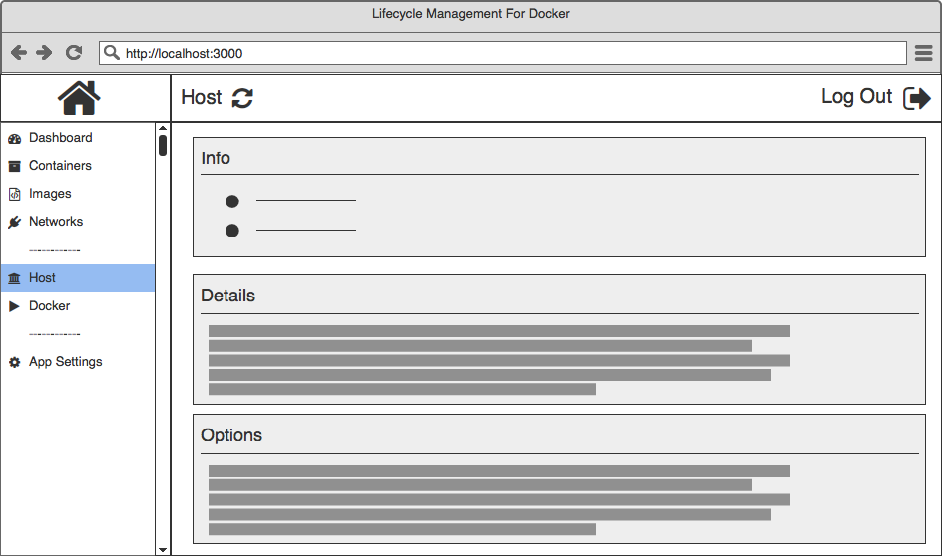 Lifecycle Management For Docker
http://localhost:3000
Host
Log Out
Dashboard
Containers
Images
Networks
------------
Host
Docker
------------
App Settings
Info
Details
Options